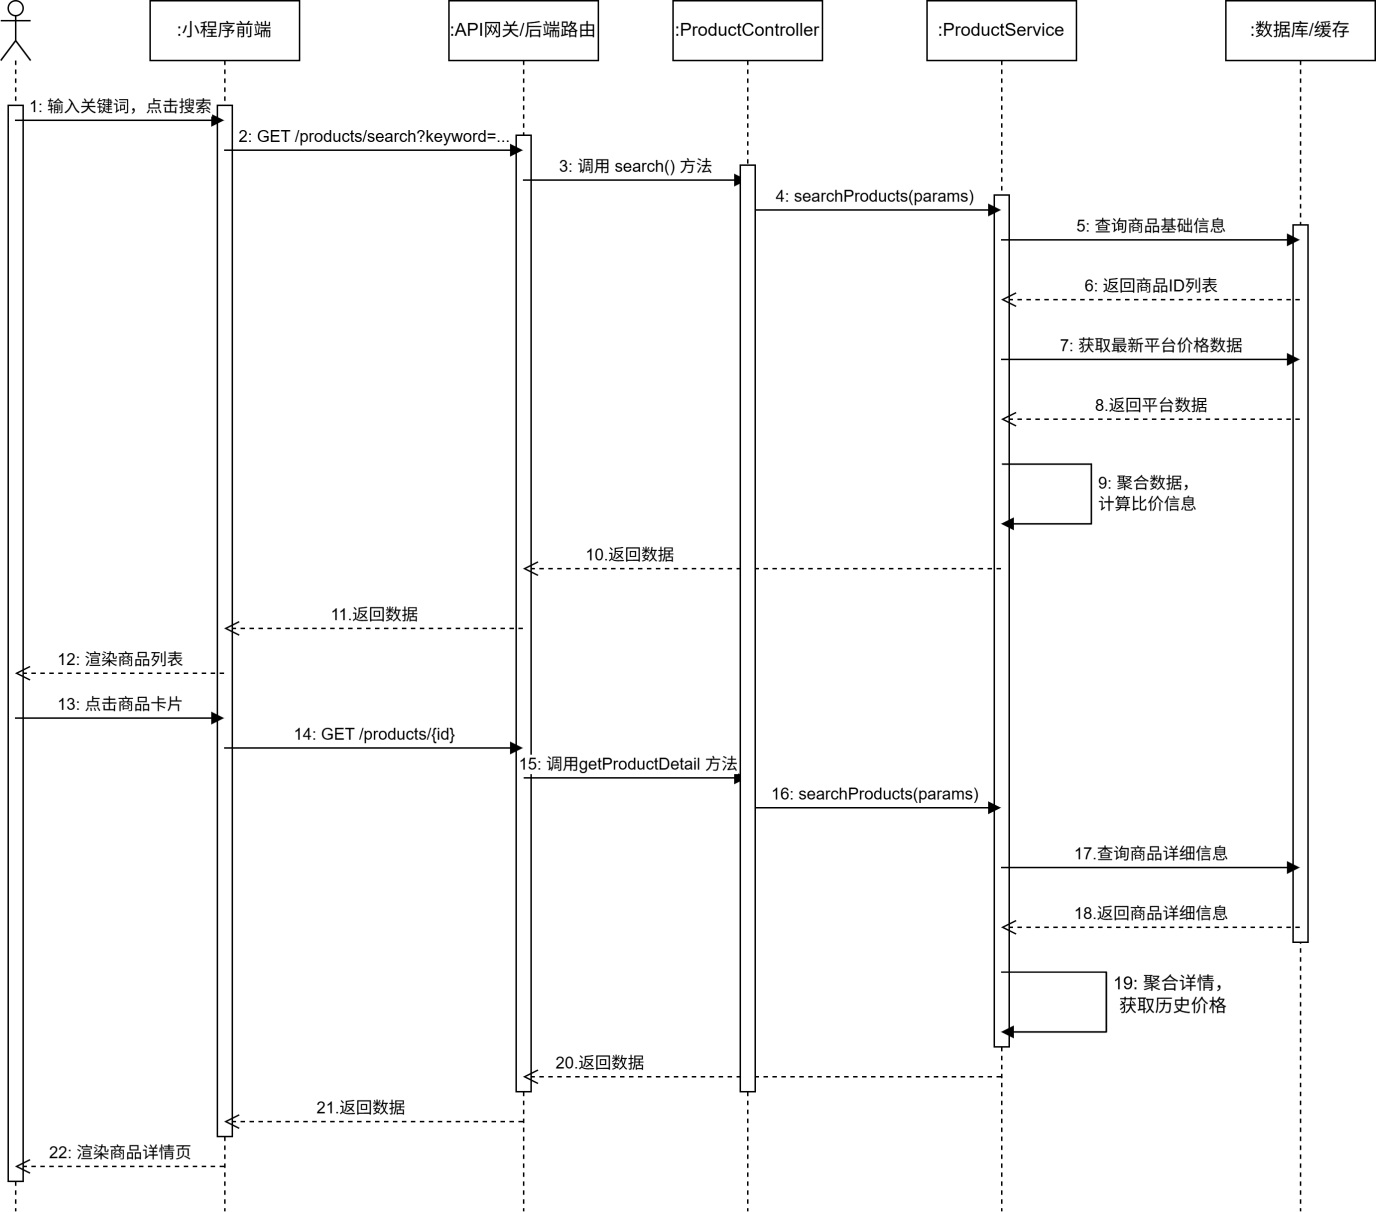 :小程序前端
:API网关/后端路由
:ProductController
:ProductService
:数据库/缓存
1: 输入关键词，点击搜索
2: GET /products/search?keyword=...
3: 调用 search() 方法
4: searchProducts(params)
5: 查询商品基础信息
6: 返回商品ID列表
7: 获取最新平台价格数据
8.返回平台数据
9: 聚合数据，
计算比价信息
10.返回数据
11.返回数据
12: 渲染商品列表
13: 点击商品卡片
14: GET /products/{id}
15: 调用getProductDetail 方法
16: searchProducts(params)
17.查询商品详细信息
18.返回商品详细信息
19: 聚合详情，
获取历史价格
20.返回数据
21.返回数据
22: 渲染商品详情页